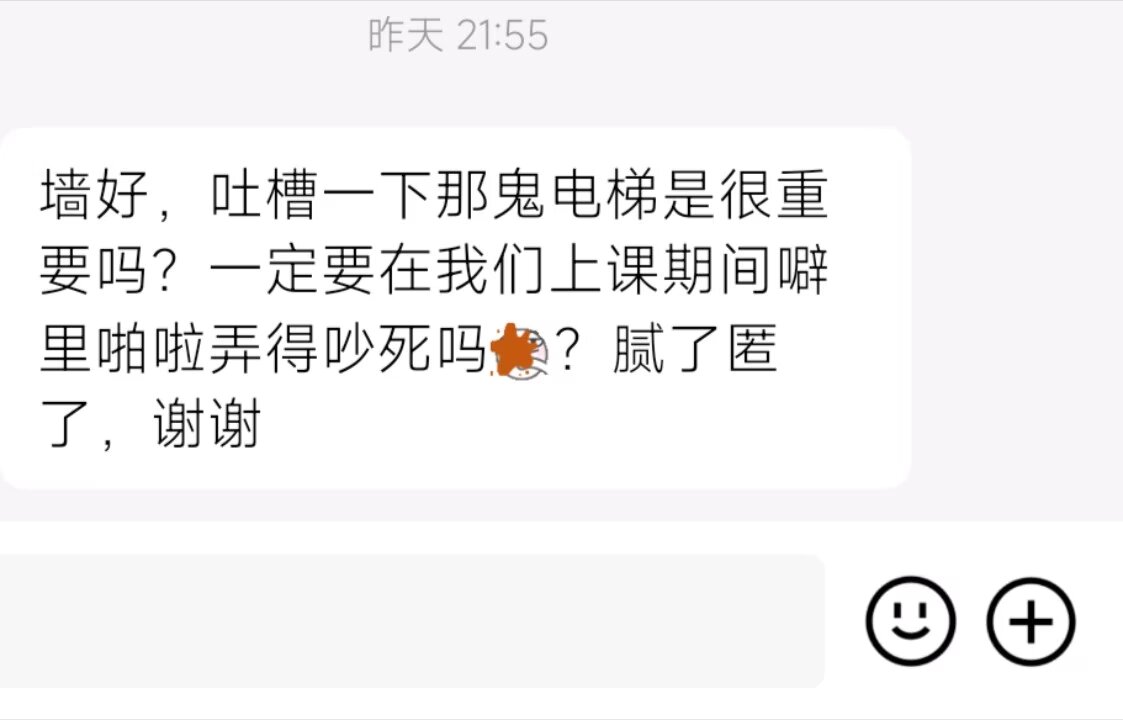 昨天 21:55
墙好，吐槽一下那鬼电梯是很重
要吗？一定要在我们上课期间噼
里啪啦弄得吵死吗？腻了匿
了，谢谢